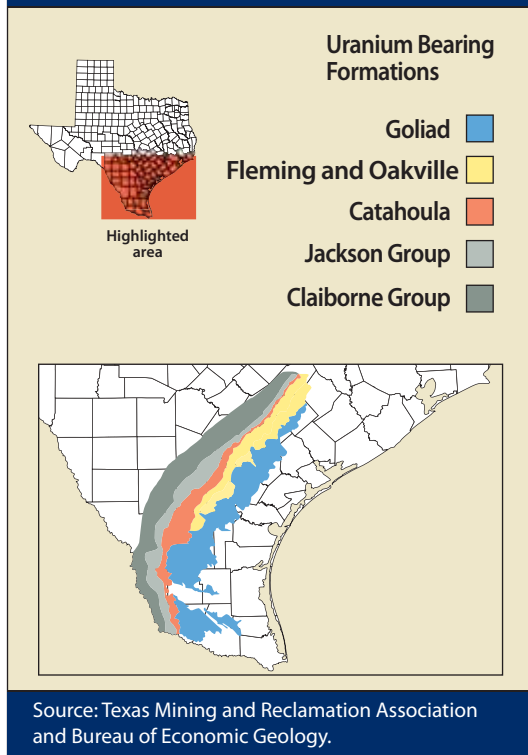 Uranium Bearing
Formations
Goliad
Fleming and Oakville
Catahoula
Jackson Group
Claiborne Group
Highlighted
area
Source: Texas Mining and Reclamation Association
and Bureau of Economic Geology.